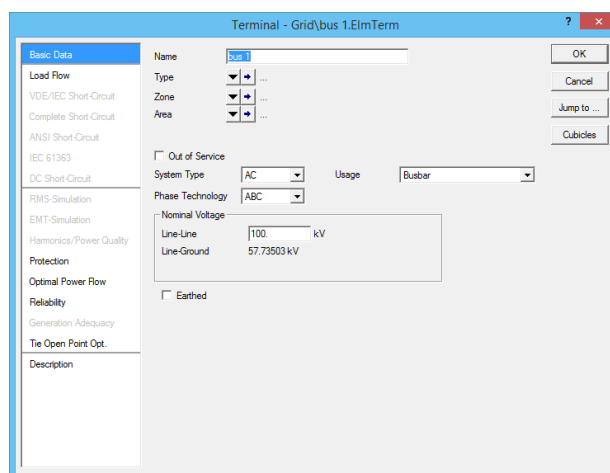 Terminal - Grid\bus 1.ElmTerm
? x
Basic Data
Load Flow
VDE/IEC Short-Circuit
Complete Short-Circuit
ANSI Short-Circuit
IEC 61363
DC Short-Circuit
RMS-Simulation
EMT-Simulation
Harmonics/Power Quality
Protection
Optimal Power Flow
Reliability
Generation Adequacy
Tie Open Point Opt.
Description
Name bus 1
Type ...
Zone ...
Area ...
Out of Service
System Type AC Usage Busbar
Phase Technology ABC
Nominal Voltage
Line-Line 100. kV
Line-Ground 57.73503 kV
Earthed
OK
Cancel
Jump to ...
Cubicles